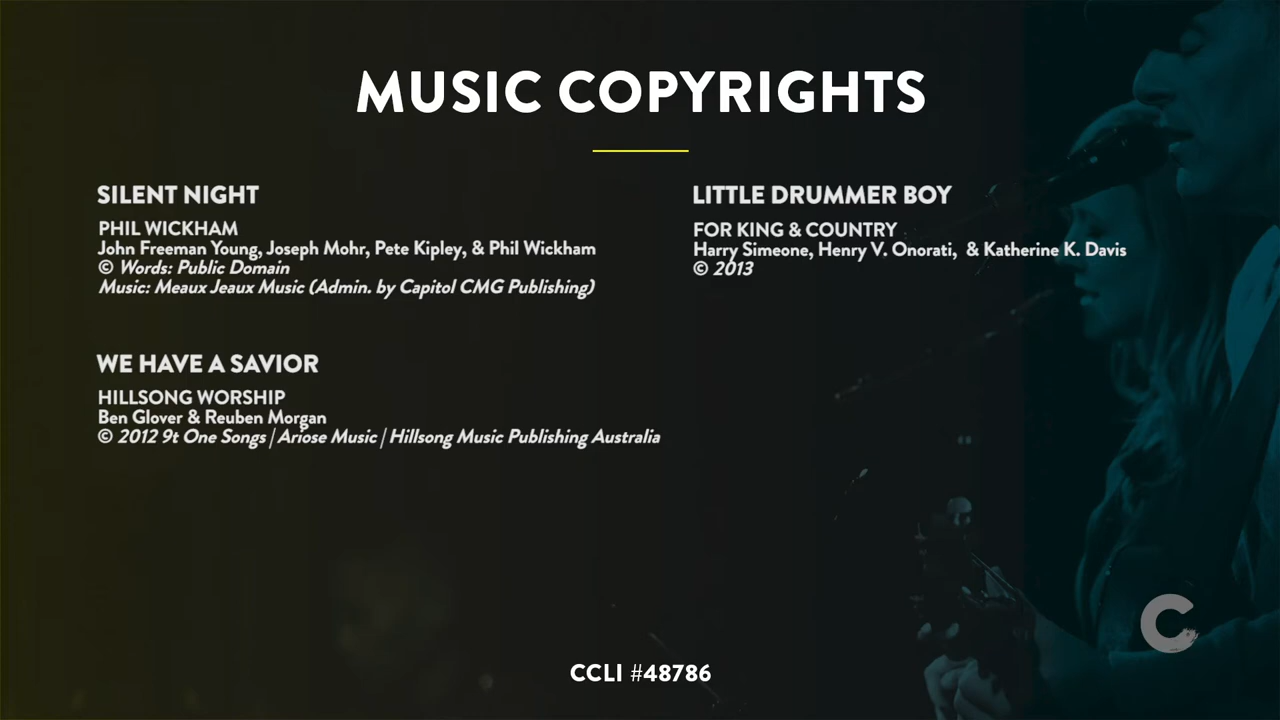 MUSIC COPYRIGHTS
SILENT NIGHT
PHIL WICKHAM
John Freeman Young, Joseph Mohr, Pete Kipley, & Phil Wickham
© Words: Public Domain
Music: Meaux Jeaux Music (Admin. by Capitol CMG Publishing)
WE HAVE A SAVIOR
HILLSONG WORSHIP
Ben Glover & Reuben Morgan
© 2012 9t One Songs | Ariose Music | Hillsong Music Publishing Australia
LITTLE DRUMMER BOY
FOR KING & COUNTRY
Harry Simeone, Henry V. Onorati,  & Katherine K. Davis
© 2013
C
CCLI #48786